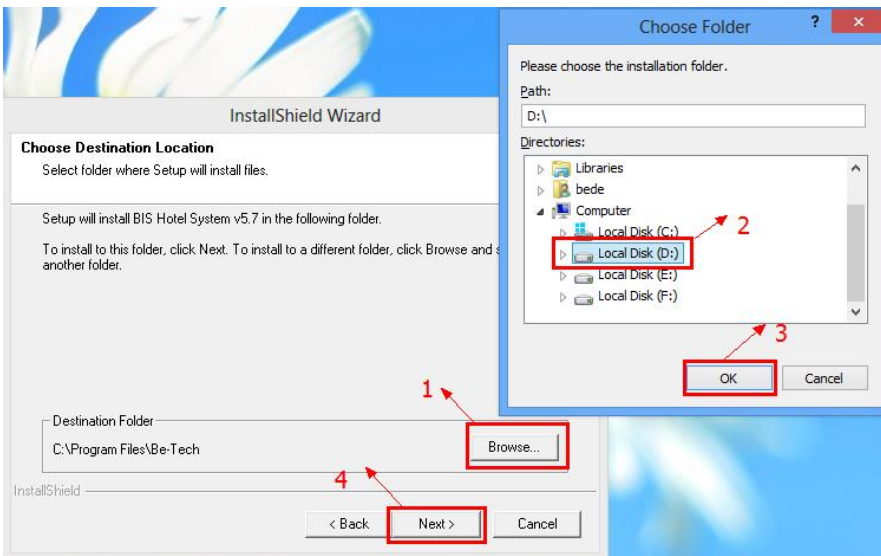 InstallShield Wizard
Choose Destination Location
Select folder where Setup will install files.
Setup will install BIS Hotel System v5.7 in the following folder.
To install to this folder, click Next. To install to a different folder, click Browse and
another folder.
1
Destination Folder
C:\Program Files\Be-Tech
Browse...
4
InstallShield
< Back
Next >
Cancel
Choose Folder
?
×
Please choose the installation folder.
Path:
D:\
Directories:
Libraries
bede
Computer
Local Disk (C:)
2
Local Disk (D:)
Local Disk (E:)
Local Disk (F:)
3
OK
Cancel